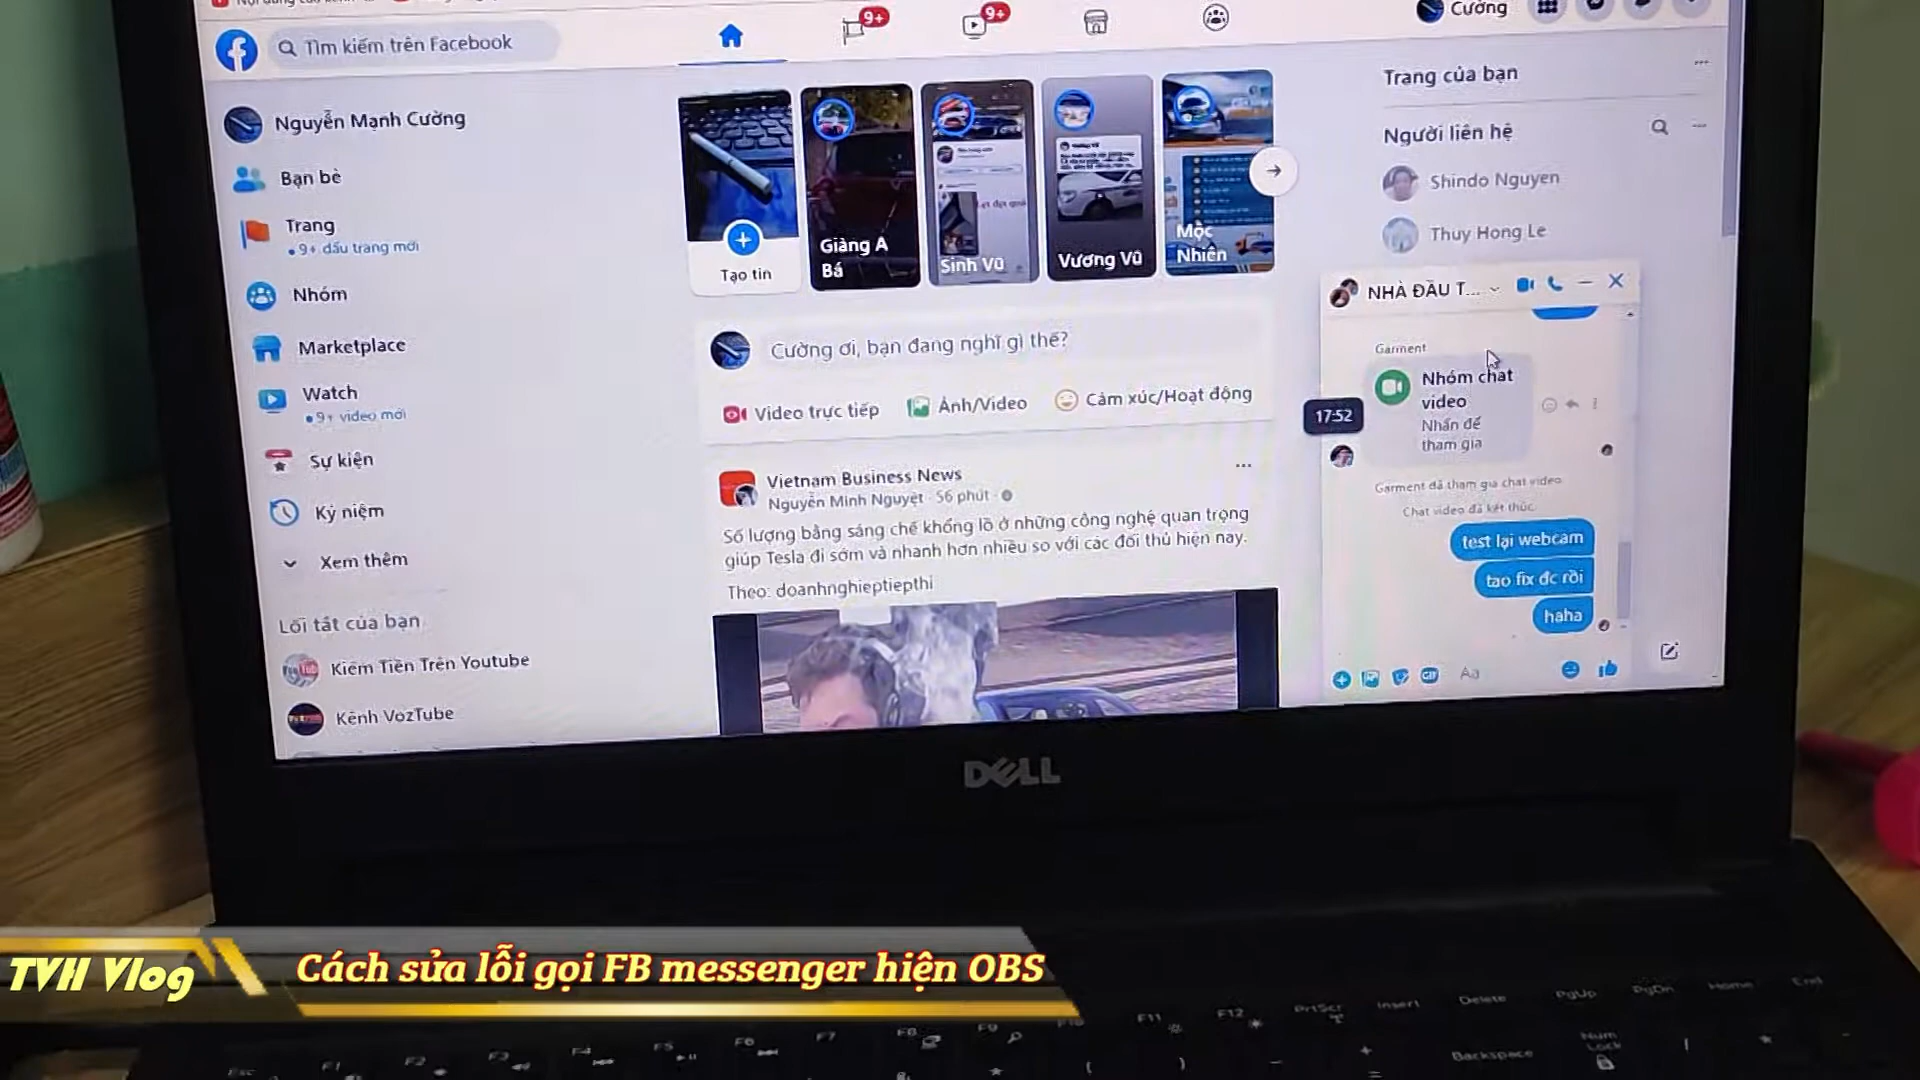 9+
9+
Cường
Tìm kiếm trên Facebook
Nguyễn Mạnh Cường
Bạn bè
Trang
9+ dấu trang mới
Nhóm
Marketplace
Watch
9+ video mới
Sự kiện
Kỷ niệm
Xem thêm
Lối tắt của bạn
Kiếm Tiền Trên Youtube
Kênh VozTube
Tạo tin
Giàng A
Bá
Sinh Vũ
Vương Vũ
Mộc
Nhiên
Cường ơi, bạn đang nghĩ gì thế?
Video trực tiếp
Ảnh/Video
Cảm xúc/Hoạt động
Vietnam Business News
Nguyễn Minh Nguyệt · 56 phút ·
Số lượng bằng sáng chế khổng lồ ở những công nghệ quan trọng
giúp Tesla đi sớm và nhanh hơn nhiều so với các đối thủ hiện nay.
Theo: doanhnghieptiepthi
Trang của bạn
Người liên hệ
Shindo Nguyen
Thuy Hong Le
NHÀ ĐẦU T...
Garment
Nhóm chat
video
Nhấn để
tham gia
17:52
Garment đã tham gia chat video.
Chat video đã kết thúc.
test lại webcam
tao fix đc rồi
haha
GIF
Aa
DELL
TVH Vlog
Cách sửa lỗi gọi FB messenger hiện OBS
Esc
F1
F2
F3
F4
F5
F6
F7
F8
F9
F10
F11
F12
PrtScr
Insert
Delete
PgUp
PgDn
Home
End
Backspace
Num
Lock